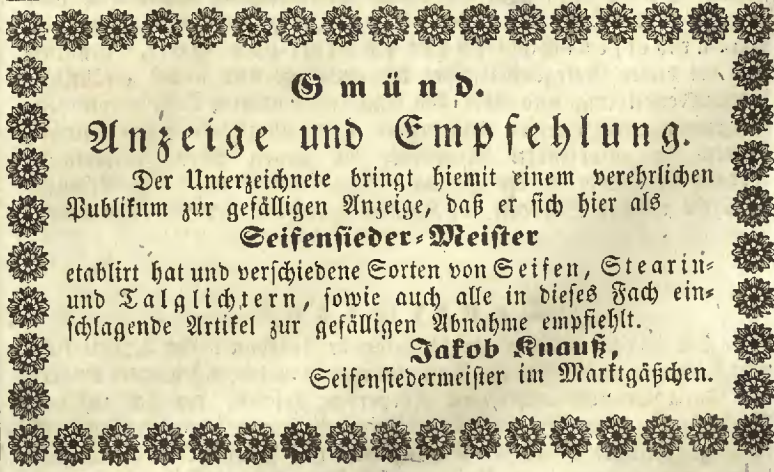 Gmünd.
Anzeige und Empfehlung.
Der Unterzeichnete bringt hiemit einem verehrlichen
Publikum zur gefälligen Anzeige, daß er sich hier als
Seifensieder-Meister
etablirt hat und verschiedene Sorten von Seifen, Stearin-
und Talglichtern, sowie auch alle in dieses Fach ein-
schlagende Artikel zur gefälligen Abnahme empfiehlt.
Jakob Knauß,
Seifensiedermeister im Marktgäßchen.